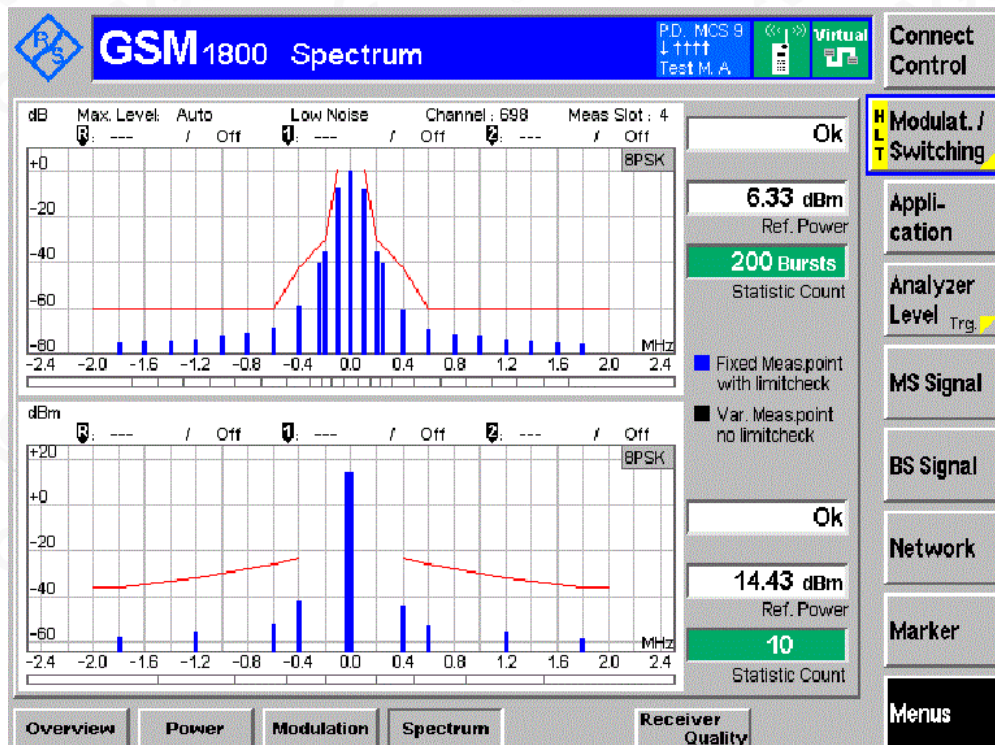 R S
GSM 1800 Spectrum
P.D. MCS 9
↓ ↑↑↑↑
Test M. A.
Virtual
Connect
Control
dB Max. Level: Auto Low Noise Channel : 698 Meas Slot : 4
R : --- / Off 1 : --- / Off 2 : --- / Off
8PSK
+0
-20
-40
-60
-80
MHz
-2.4 -2.0 -1.6 -1.2 -0.8 -0.4 0.0 0.4 0.8 1.2 1.6 2.0 2.4
Ok
6.33 dBm
Ref. Power
200 Bursts
Statistic Count
Fixed Meas.point
with limitcheck
Var. Meas.point
no limitcheck
HLT
Modulat. /
Switching
Appli-
cation
Analyzer
Level Trg.
MS Signal
BS Signal
Network
Marker
Menus
dBm
R : --- / Off 1 : --- / Off 2 : --- / Off
8PSK
+20
+0
-20
-40
-60
MHz
-2.4 -2.0 -1.6 -1.2 -0.8 -0.4 0.0 0.4 0.8 1.2 1.6 2.0 2.4
Ok
14.43 dBm
Ref. Power
10
Statistic Count
Overview
Power
Modulation
Spectrum
Receiver
Quality